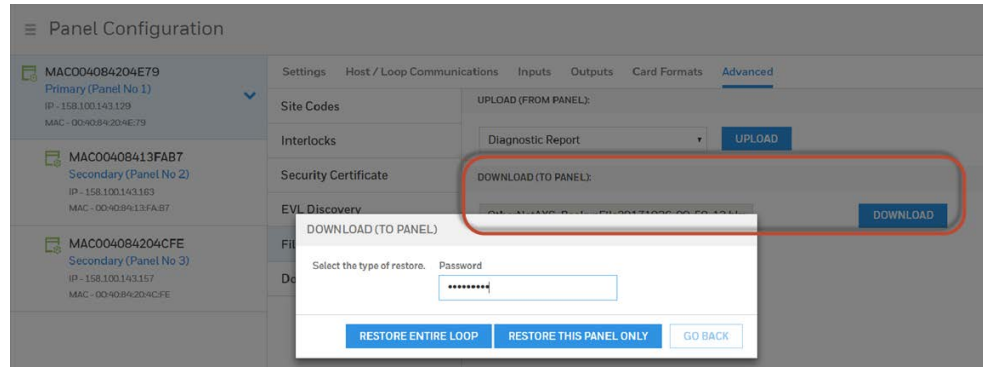 Panel Configuration
MAC004084204E79
Primary (Panel No 1)
IP - 158.100.143.129
MAC - 00:40:84:20:4E:79
MAC00408413FAB7
Secondary (Panel No 2)
IP - 158.100.143.163
MAC - 00:40:84:13:FA:B7
MAC004084204CFE
Secondary (Panel No 3)
IP - 158.100.143.157
MAC - 00:40:84:20:4C:FE
Settings Host / Loop Communications Inputs Outputs Card Formats Advanced
Site Codes
Interlocks
Security Certificate
EVL Discovery
Fil
Do
UPLOAD (FROM PANEL):
Diagnostic Report UPLOAD
DOWNLOAD (TO PANEL):
DOWNLOAD
DOWNLOAD (TO PANEL)
Select the type of restore. Password
•••••••••
RESTORE ENTIRE LOOP RESTORE THIS PANEL ONLY GO BACK